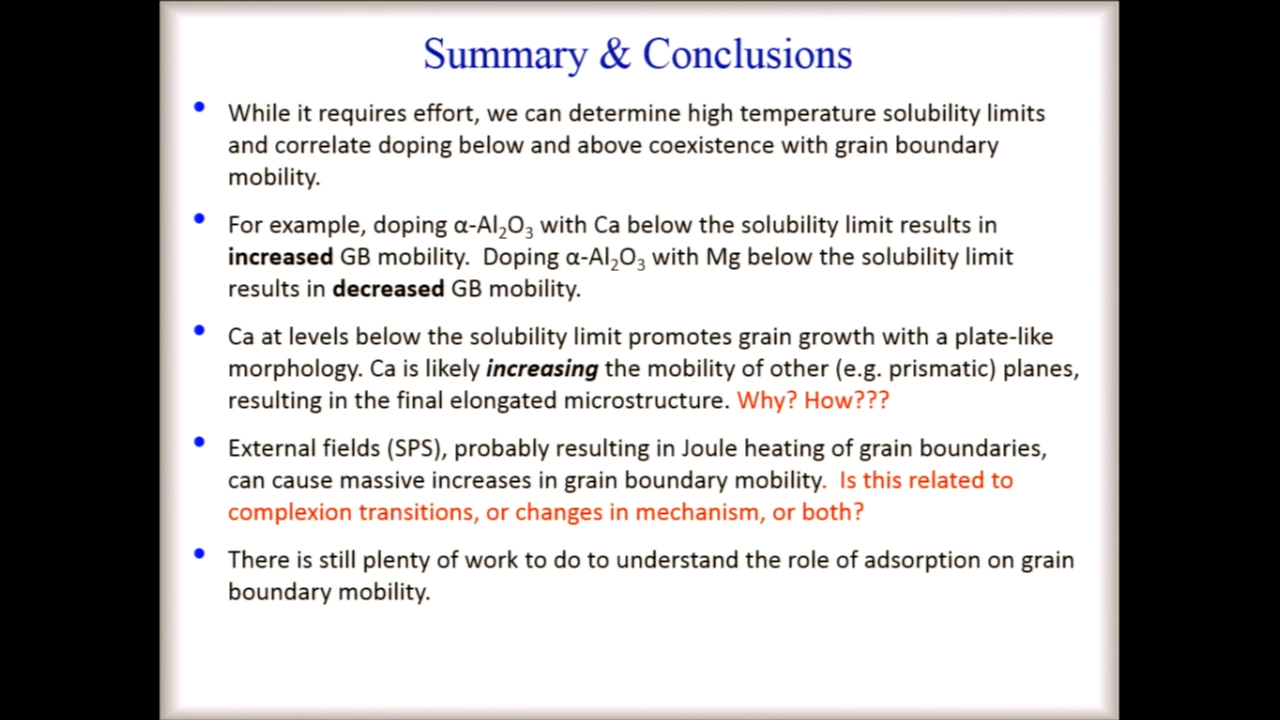 Summary & Conclusions
• While it requires effort, we can determine high temperature solubility limits
and correlate doping below and above coexistence with grain boundary
mobility.
• For example, doping α-Al₂O₃ with Ca below the solubility limit results in
increased GB mobility. Doping α-Al₂O₃ with Mg below the solubility limit
results in decreased GB mobility.
• Ca at levels below the solubility limit promotes grain growth with a plate-like
morphology. Ca is likely increasing the mobility of other (e.g. prismatic) planes,
resulting in the final elongated microstructure. Why? How???
• External fields (SPS), probably resulting in Joule heating of grain boundaries,
can cause massive increases in grain boundary mobility. Is this related to
complexion transitions, or changes in mechanism, or both?
• There is still plenty of work to do to understand the role of adsorption on grain
boundary mobility.